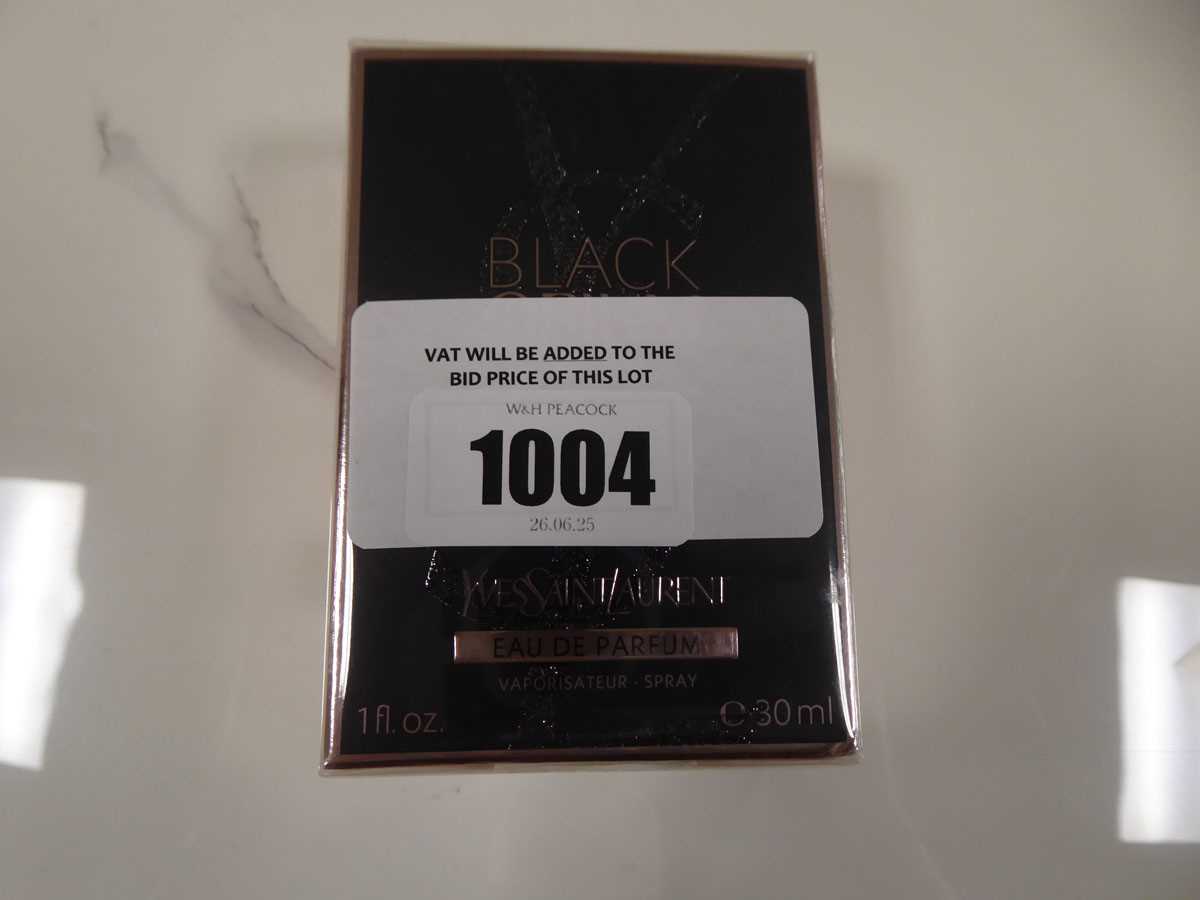 BLACK
VAT WILL BE ADDED TO THE
BID PRICE OF THIS LOT
W&H PEACOCK
1004
26.06.25
YVESSAINTLAURENT
EAU DE PARFUM
VAPORISATEUR · SPRAY
1 fl. oz. ℮ 30 ml